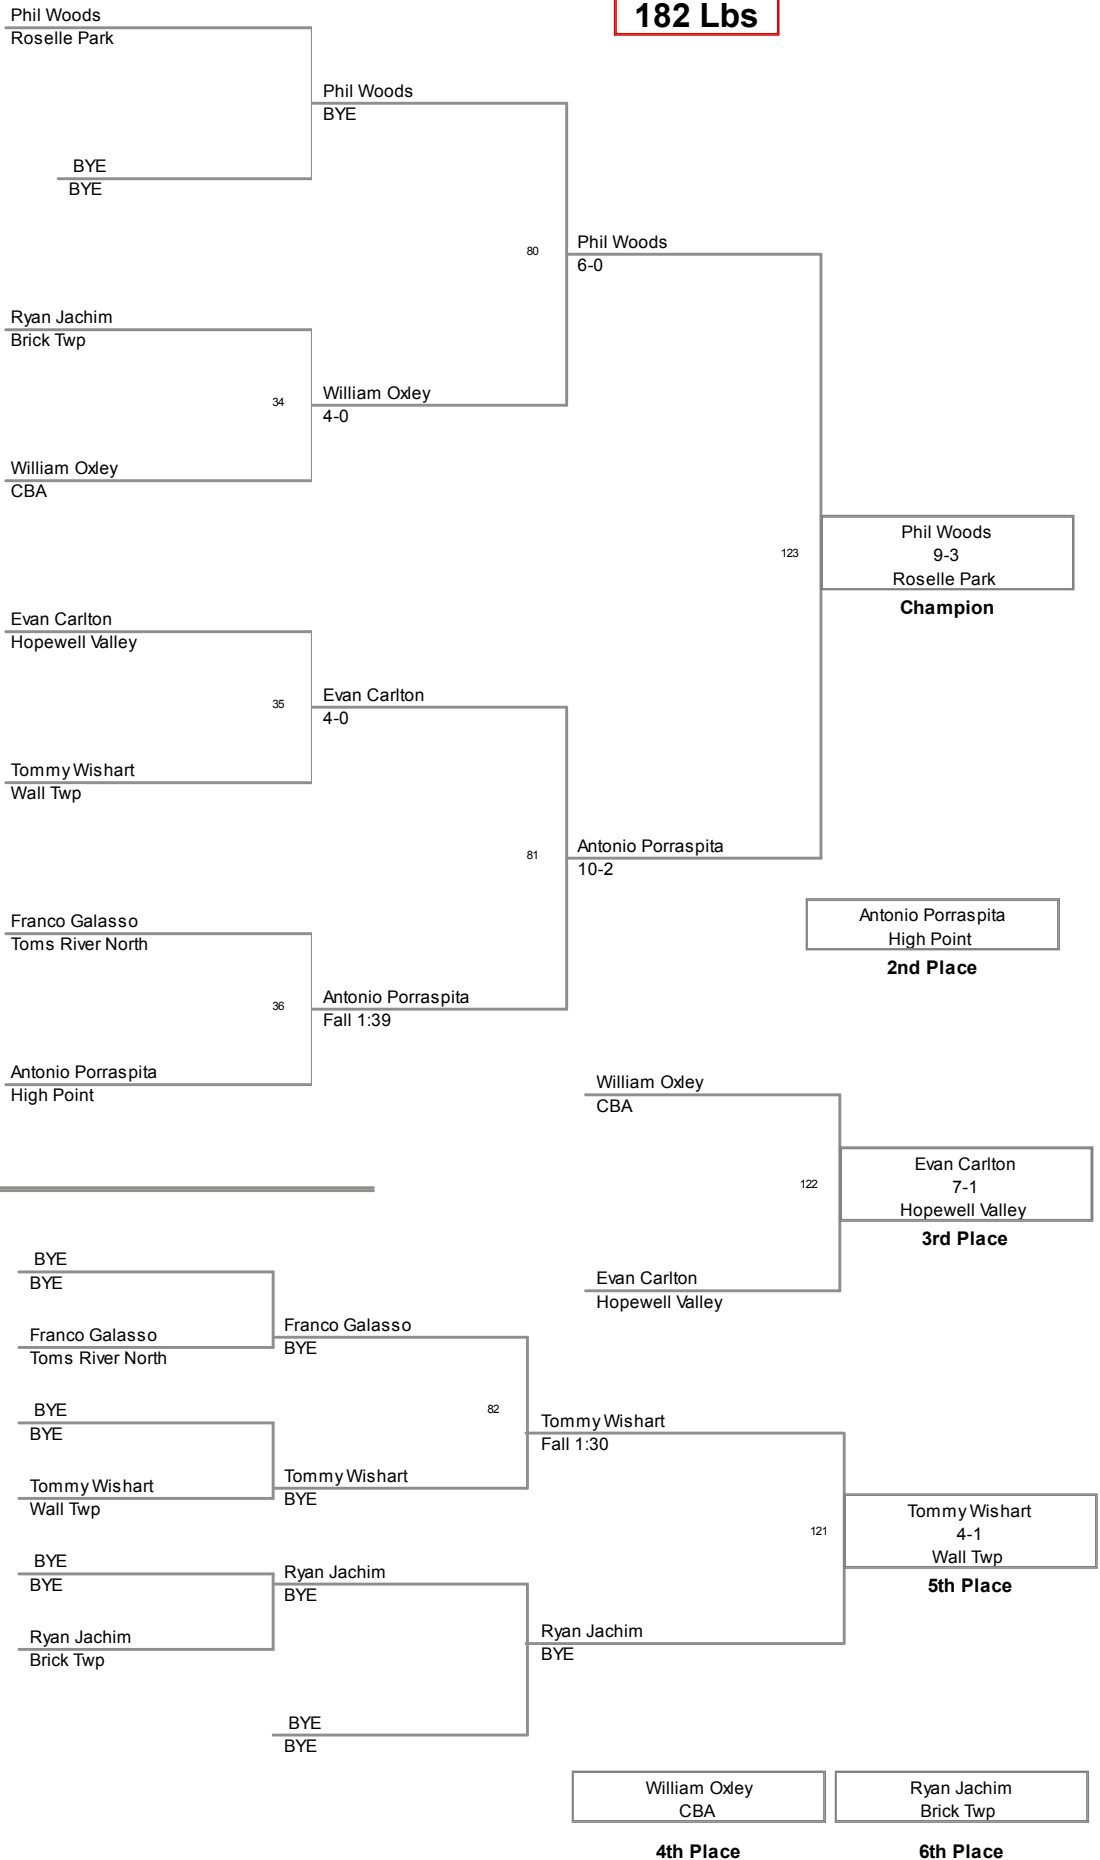 182 Lbs
Phil Woods
Roselle Park
Phil Woods
BYE
BYE
BYE
80
Phil Woods
6-0
Ryan Jachim
Brick Twp
34
William Oxley
4-0
William Oxley
CBA
123
Phil Woods
9-3
Roselle Park
Champion
Evan Carlton
Hopewell Valley
35
Evan Carlton
4-0
Tommy Wishart
Wall Twp
81
Antonio Porraspita
10-2
Franco Galasso
Toms River North
Antonio Porraspita
High Point
2nd Place
36
Antonio Porraspita
Fall 1:39
Antonio Porraspita
High Point
William Oxley
CBA
122
Evan Carlton
7-1
Hopewell Valley
3rd Place
Evan Carlton
Hopewell Valley
BYE
BYE
Franco Galasso
Toms River North
Franco Galasso
BYE
BYE
BYE
82
Tommy Wishart
Fall 1:30
Tommy Wishart
Wall Twp
Tommy Wishart
BYE
121
Tommy Wishart
4-1
Wall Twp
5th Place
BYE
BYE
Ryan Jachim
BYE
Ryan Jachim
Brick Twp
Ryan Jachim
BYE
BYE
BYE
William Oxley
CBA
4th Place
Ryan Jachim
Brick Twp
6th Place